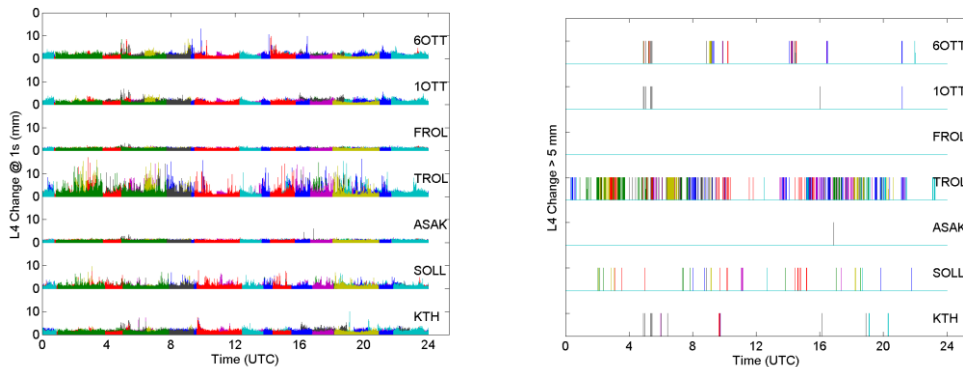 0
10
6OTT
0
10
1OTT
0
10
FROL
0
10
TROL
0
10
ASAK
0
10
SOLL
0
10
KTH
0
0 4 8 12 16 20 24
Time (UTC)
L4 Change @ 1s (mm)
6OTT
1OTT
FROL
TROL
ASAK
SOLL
KTH
0 4 8 12 16 20 24
Time (UTC)
L4 Change > 5 mm